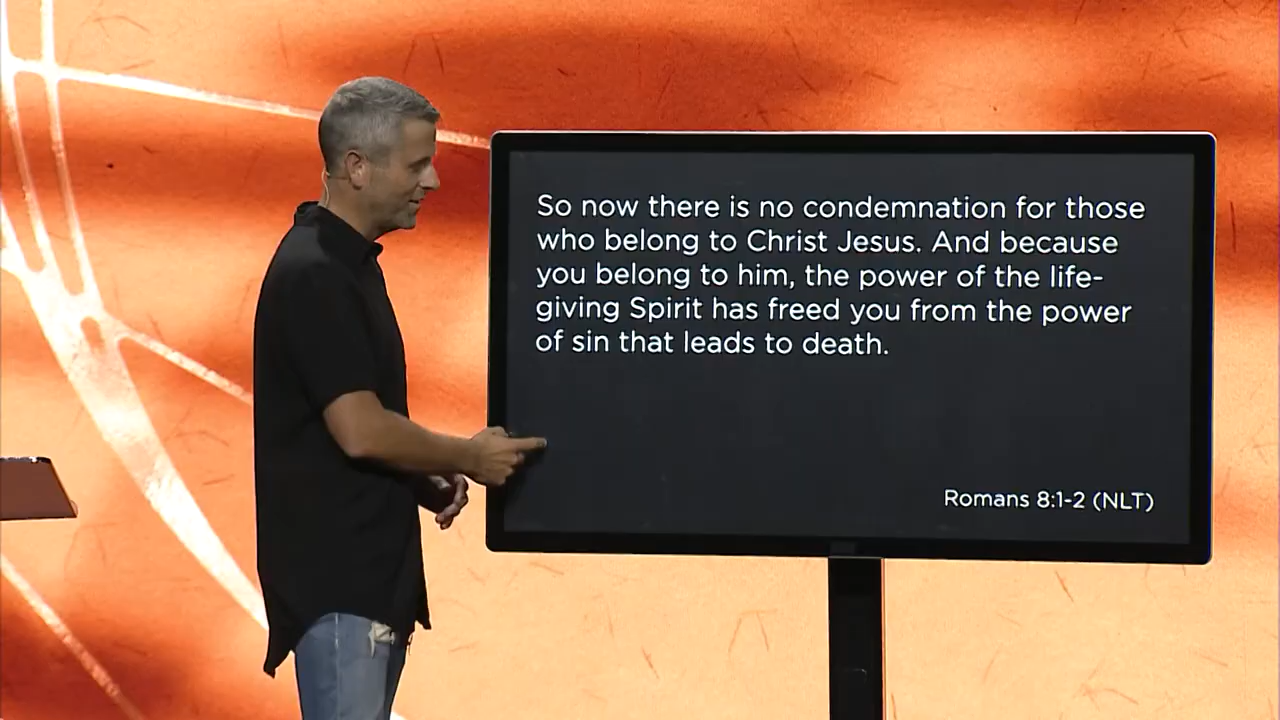 So now there is no condemnation for those
who belong to Christ Jesus. And because
you belong to him, the power of the life-
giving Spirit has freed you from the power
of sin that leads to death.
Romans 8:1-2 (NLT)